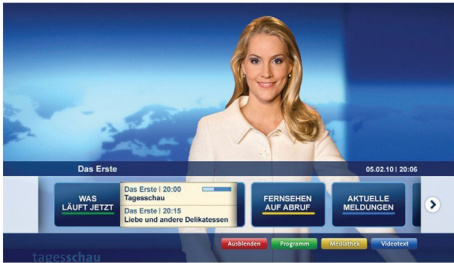 Das Erste
05.02.10 | 20:06
WAS
LÄUFT JETZT
Das Erste | 20:00
Tagesschau
Das Erste | 20:15
Liebe und andere Delikatessen
FERNSEHEN
AUF ABRUF
AKTUELLE
MELDUNGEN
Ausblenden
Programm
Mediathek
Videotext
tagesschau